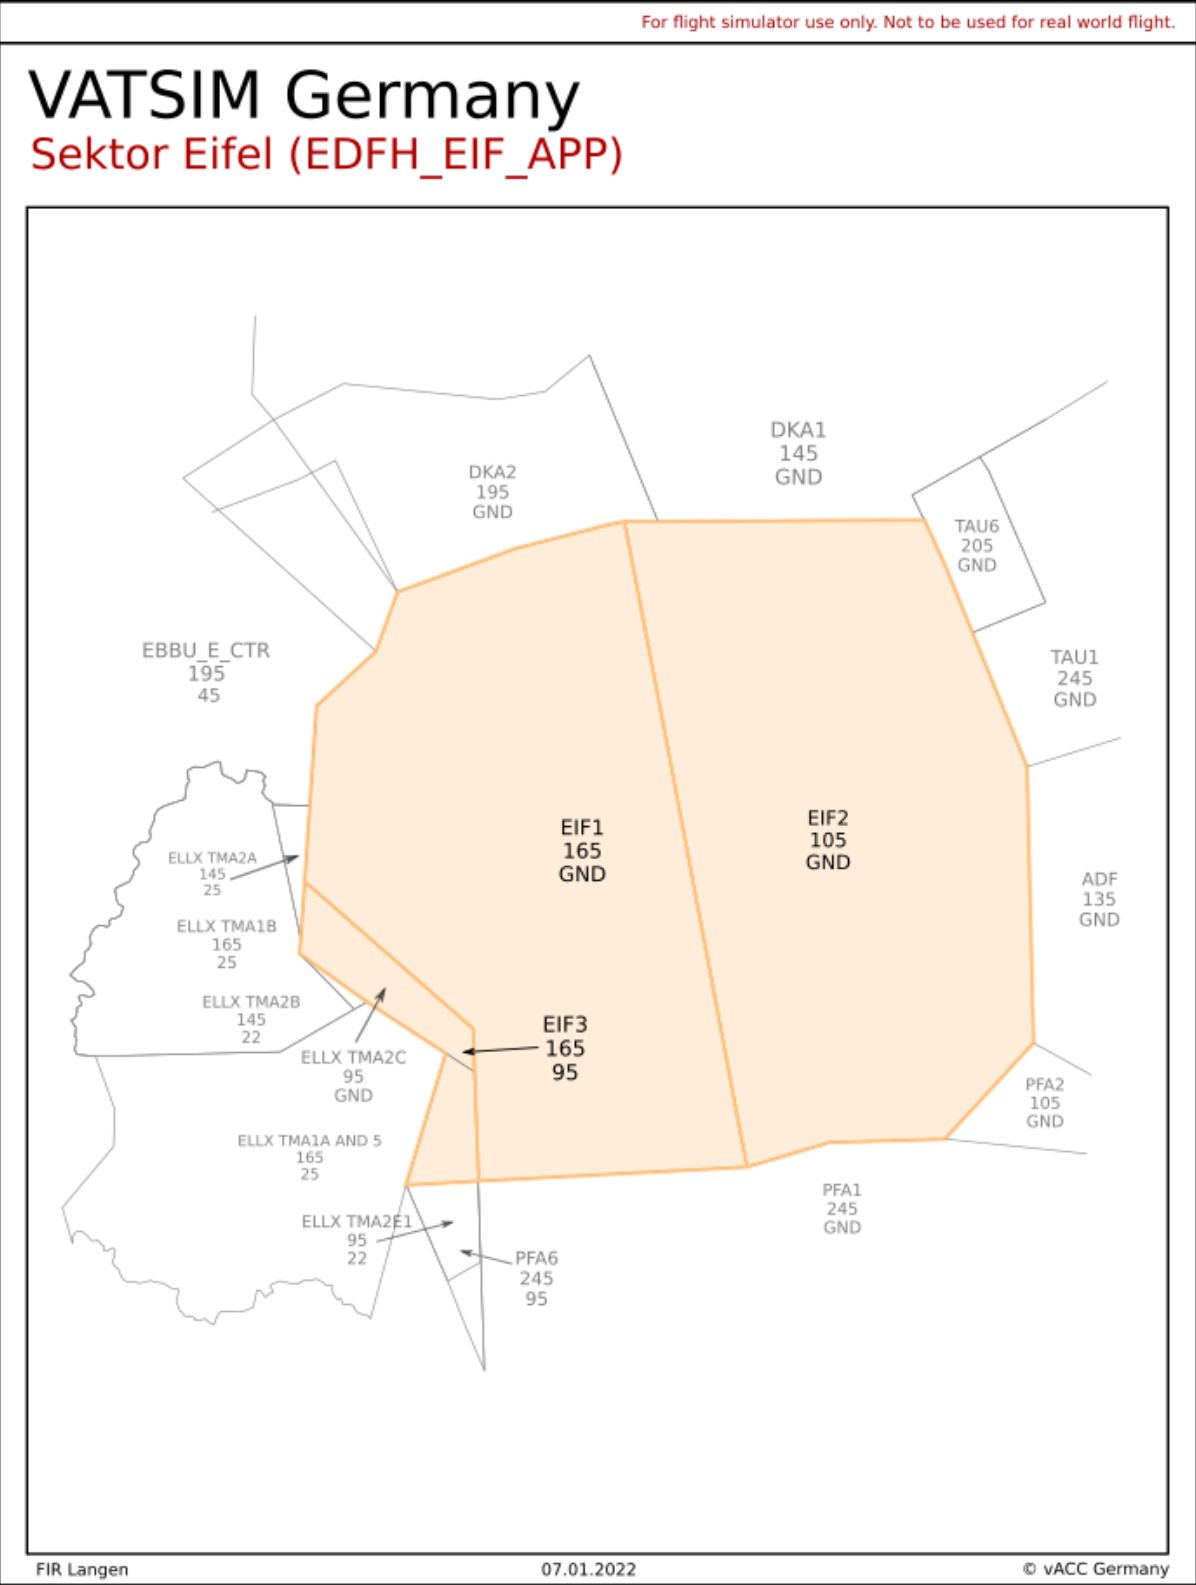 For flight simulator use only. Not to be used for real world flight.
VATSIM Germany
Sektor Eifel (EDFH_EIF_APP)
DKA1
145
GND
DKA2
195
GND
TAU6
205
GND
EBBU_E_CTR
195
45
TAU1
245
GND
EIF1
165
GND
EIF2
105
GND
ELLX TMA2A
145
25
ADF
135
GND
ELLX TMA1B
165
25
ELLX TMA2B
145
22
EIF3
165
95
ELLX TMA2C
95
GND
PFA2
105
GND
ELLX TMA1A AND 5
165
25
PFA1
245
GND
ELLX TMA2E1
95
22
PFA6
245
95
FIR Langen
07.01.2022
© vACC Germany